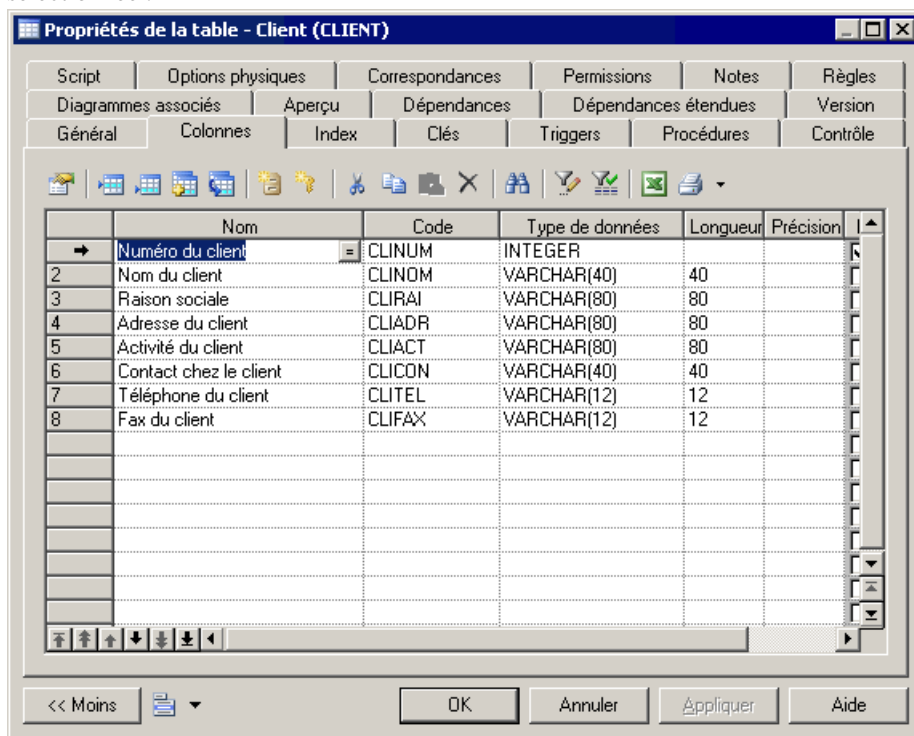 Propriétés de la table - Client (CLIENT)
Script Options physiques Correspondances Permissions Notes Règles
Diagrammes associés Aperçu Dépendances Dépendances étendues Version
Général Colonnes Index Clés Triggers Procédures Contrôle
Nom Code Type de données Longueur Précision
Numéro du client = CLINUM INTEGER
2 Nom du client CLINOM VARCHAR(40) 40
3 Raison sociale CLIRAI VARCHAR(80) 80
4 Adresse du client CLIADR VARCHAR(80) 80
5 Activité du client CLIACT VARCHAR(80) 80
6 Contact chez le client CLICON VARCHAR(40) 40
7 Téléphone du client CLITEL VARCHAR(12) 12
8 Fax du client CLIFAX VARCHAR(12) 12
<< Moins OK Annuler Appliquer Aide